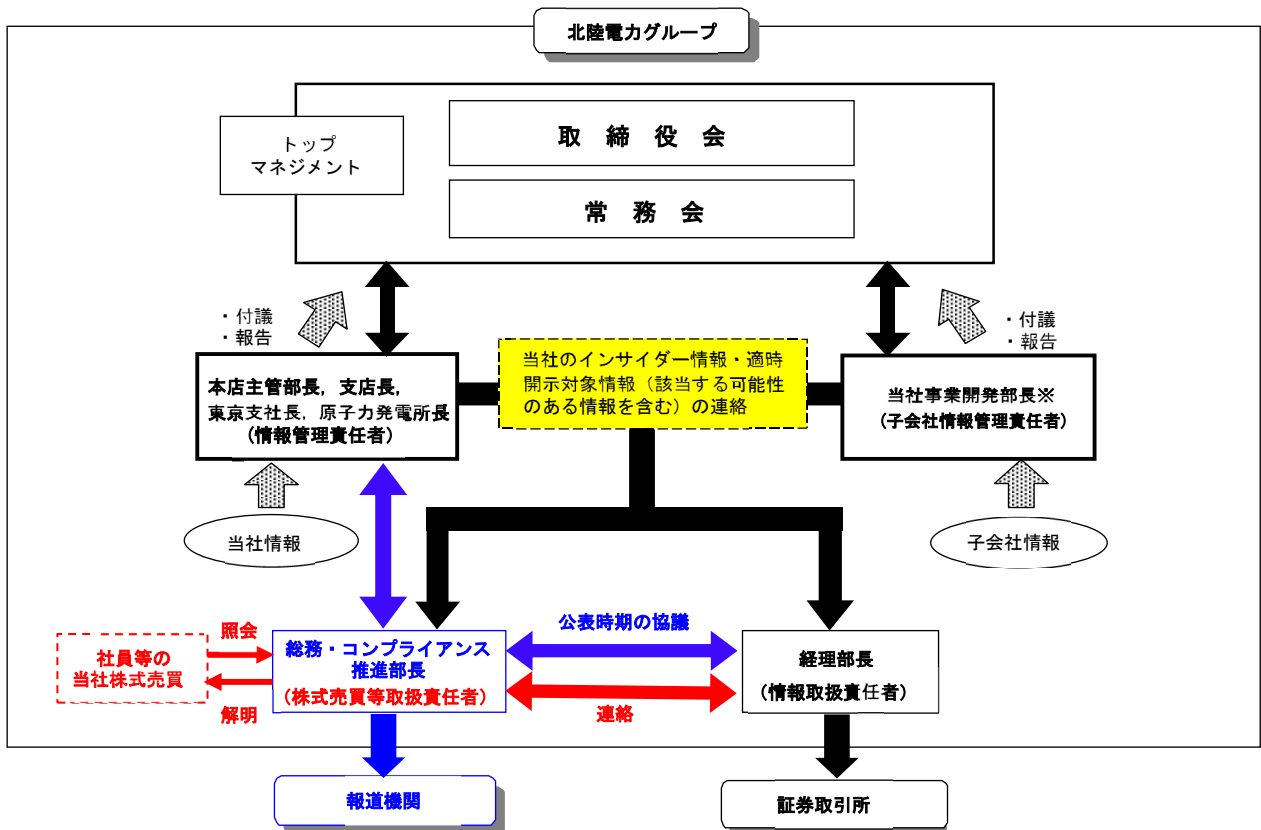 北陸電力グループ
取締役会
トップ
マネジメント
常務会
・付議
・報告
・付議
・報告
当社のインサイダー情報・適時
開示対象情報（該当する可能性
のある情報を含む）の連絡
本店主管部長，支店長，
東京支社長，原子力発電所長
（情報管理責任者）
当社事業開発部長※
（子会社情報管理責任者）
当社情報
子会社情報
照会
社員等の
当社株式売買
解明
総務・コンプライアンス
推進部長
（株式売買等取扱責任者）
公表時期の協議
連絡
経理部長
（情報取扱責任者）
報道機関
証券取引所